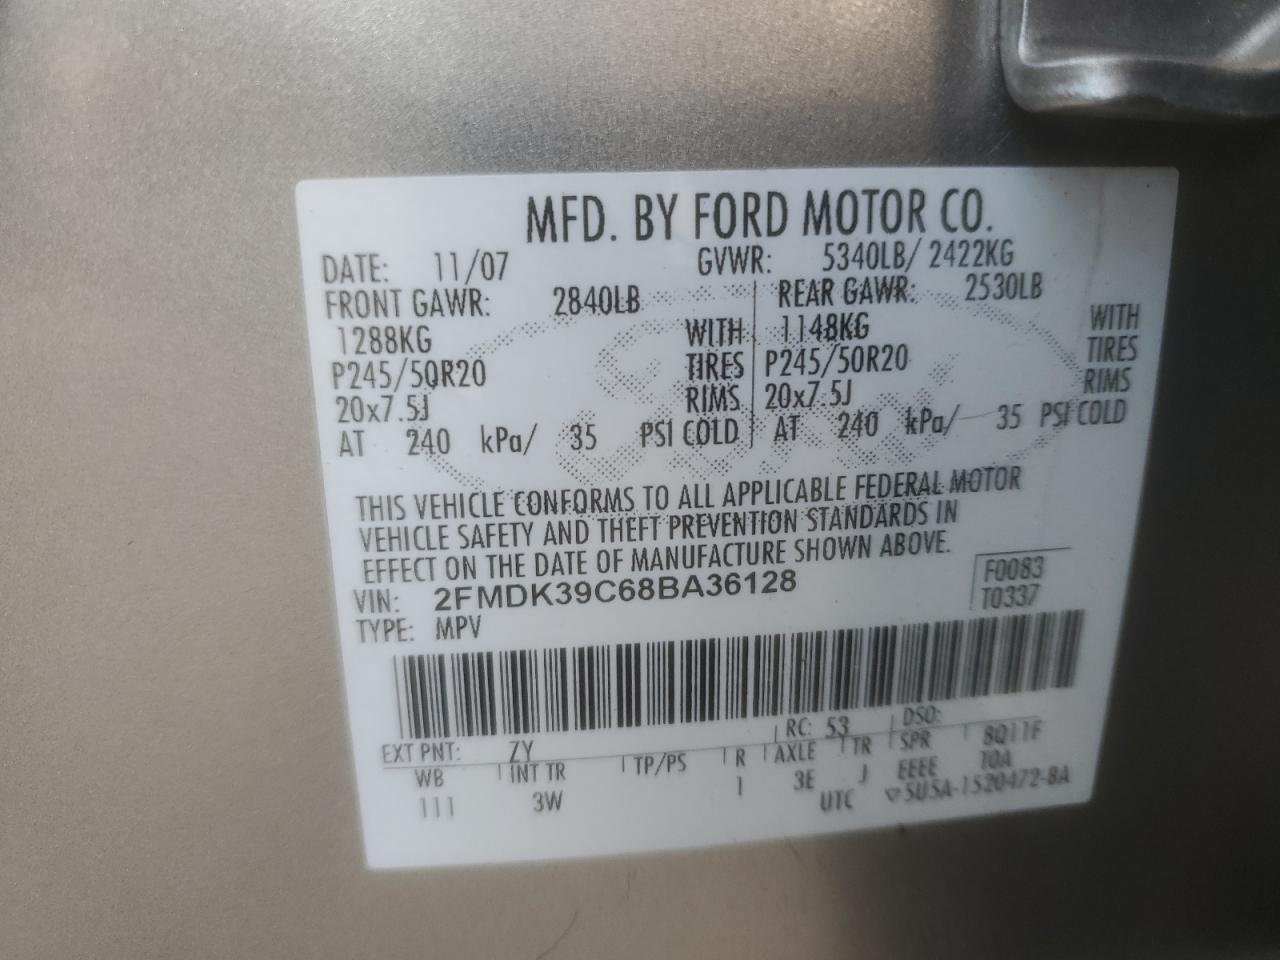 MFD. BY FORD MOTOR CO.
DATE: 11/07 GVWR: 5340LB/ 2422KG
FRONT GAWR: 2840LB REAR GAWR: 2530LB
1288KG WITH 1148KG WITH
P245/50R20 TIRES P245/50R20 TIRES
20x7.5J RIMS 20x7.5J RIMS
AT 240 kPa/ 35 PSI COLD AT 240 kPa/ 35 PSI COLD
THIS VEHICLE CONFORMS TO ALL APPLICABLE FEDERAL MOTOR
VEHICLE SAFETY AND THEFT PREVENTION STANDARDS IN
EFFECT ON THE DATE OF MANUFACTURE SHOWN ABOVE.
VIN: 2FMDK39C68BA36128 F0083
TYPE: MPV T0337
EXT PNT: ZY RC: 53 DSO:
WB INT TR TP/PS R AXLE TR SPR 8Q11F
111 3W 1 3E J EEEE T0A
UTC ▽5U5A-1520472-BA